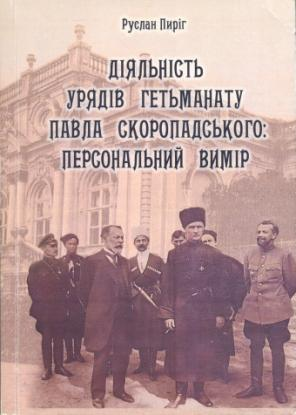 Руслан Пиріг
ДІЯЛЬНІСТЬ
УРЯДІВ ГЕТЬМАНАТУ
ПАВЛА СКОРОПАДСЬКОГО:
ПЕРСОНАЛЬНИЙ ВИМІР